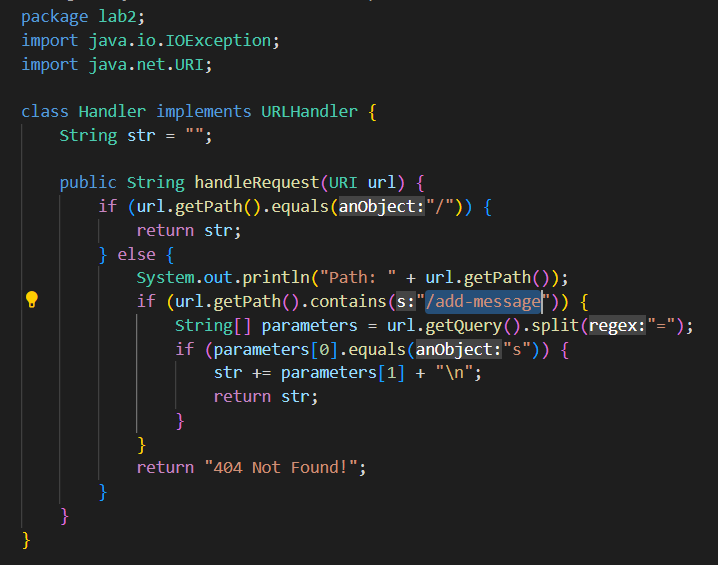 package lab2;
import java.io.IOException;
import java.net.URI;
class Handler implements URLHandler {
String str = "";
public String handleRequest(URI url) {
if (url.getPath().equals(anObject:"/")) {
return str;
} else {
System.out.println("Path: " + url.getPath());
if (url.getPath().contains(s:"/add-message")) {
String[] parameters = url.getQuery().split(regex:"=");
if (parameters[0].equals(anObject:"s")) {
str += parameters[1] + "\n";
return str;
}
}
return "404 Not Found!";
}
}
}